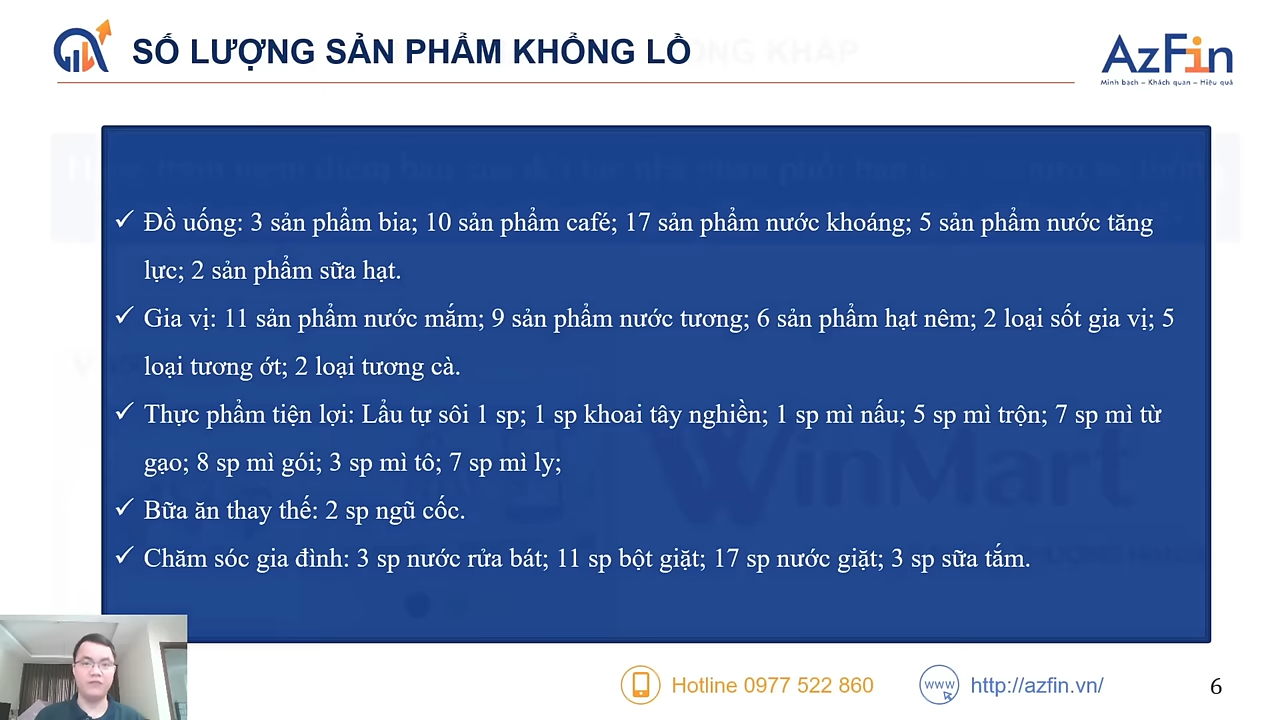 SỐ LƯỢNG SẢN PHẨM KHỔNG LỒ
AzFin
Minh bạch – Khách quan – Hiệu quả
✓ Đồ uống: 3 sản phẩm bia; 10 sản phẩm café; 17 sản phẩm nước khoáng; 5 sản phẩm nước tăng
lực; 2 sản phẩm sữa hạt.
✓ Gia vị: 11 sản phẩm nước mắm; 9 sản phẩm nước tương; 6 sản phẩm hạt nêm; 2 loại sốt gia vị; 5
loại tương ớt; 2 loại tương cà.
✓ Thực phẩm tiện lợi: Lẩu tự sôi 1 sp; 1 sp khoai tây nghiền; 1 sp mì nấu; 5 sp mì trộn; 7 sp mì từ
gạo; 8 sp mì gói; 3 sp mì tô; 7 sp mì ly;
✓ Bữa ăn thay thế: 2 sp ngũ cốc.
✓ Chăm sóc gia đình: 3 sp nước rửa bát; 11 sp bột giặt; 17 sp nước giặt; 3 sp sữa tắm.
WinMart
Hotline 0977 522 860
www
http://azfin.vn/
6